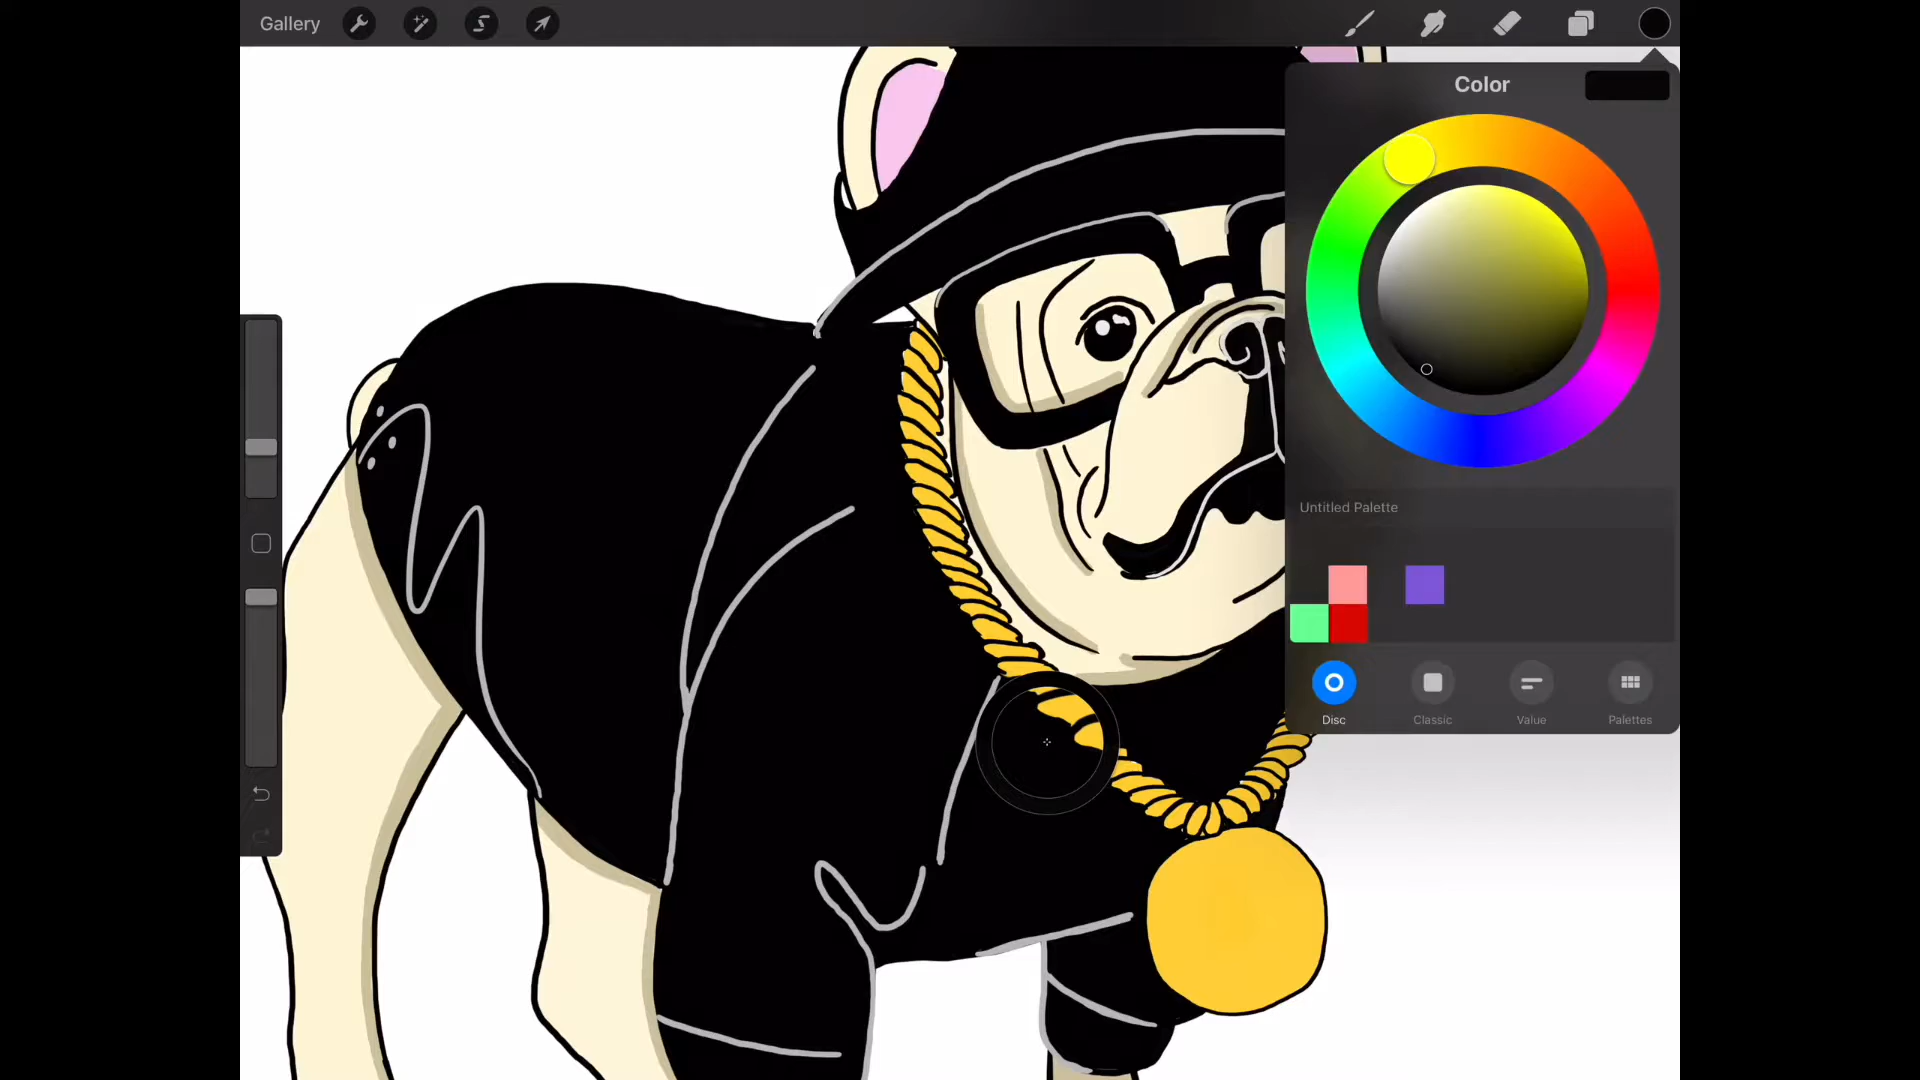 Gallery
Color
Untitled Palette
Disc
Classic
Value
Palettes